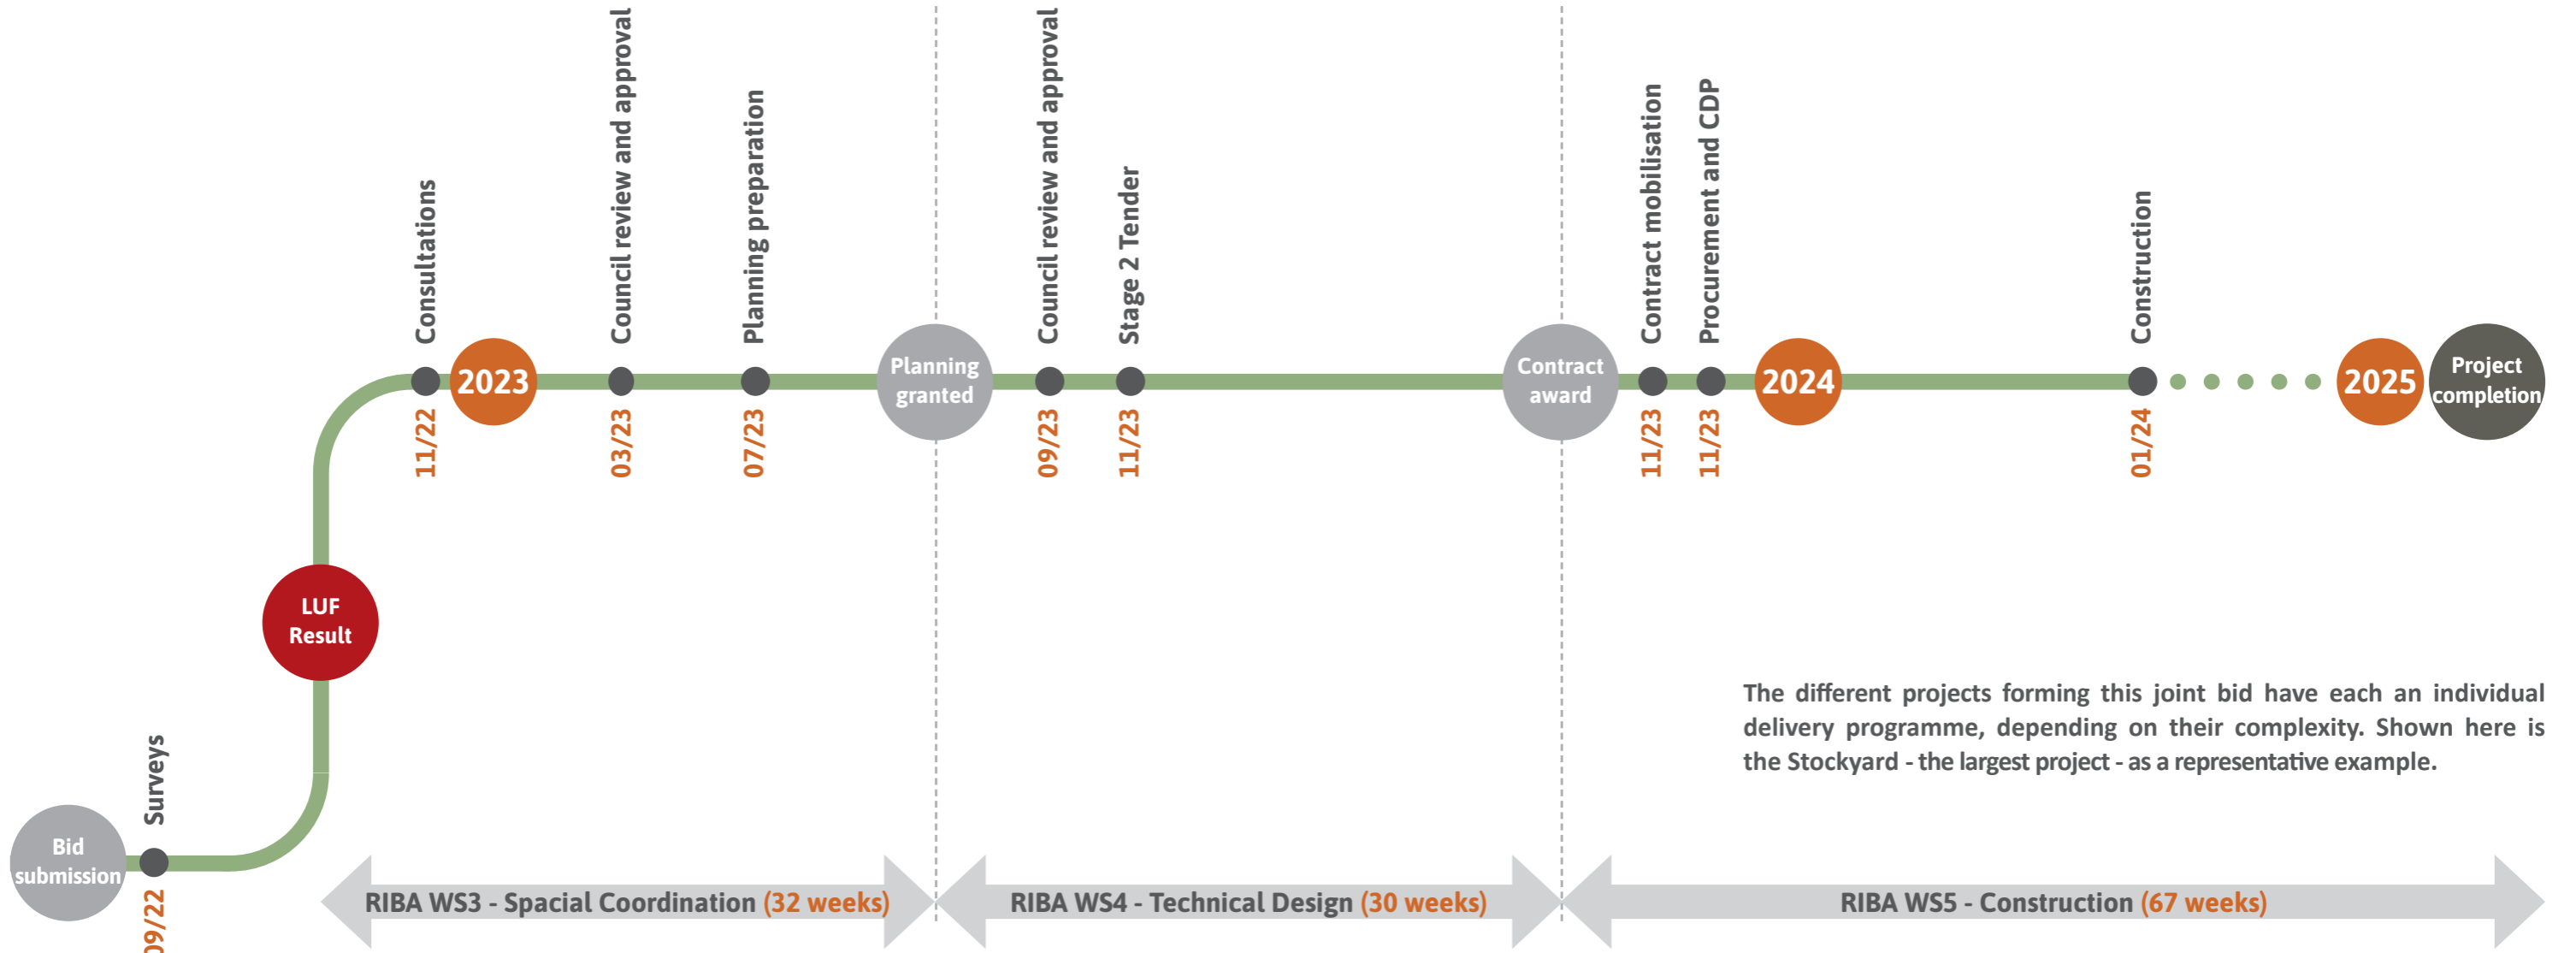 Bid
submission
Surveys
09/22
LUF
Result
Consultations
11/22
2023
Council review and approval
03/23
Planning preparation
07/23
Planning
granted
Council review and approval
09/23
Stage 2 Tender
11/23
Contract
award
Contract mobilisation
11/23
Procurement and CDP
11/23
2024
Construction
01/24
2025
Project
completion
The different projects forming this joint bid have each an individual
delivery programme, depending on their complexity. Shown here is
the Stockyard - the largest project - as a representative example.
RIBA WS3 - Spacial Coordination (32 weeks)
RIBA WS4 - Technical Design (30 weeks)
RIBA WS5 - Construction (67 weeks)